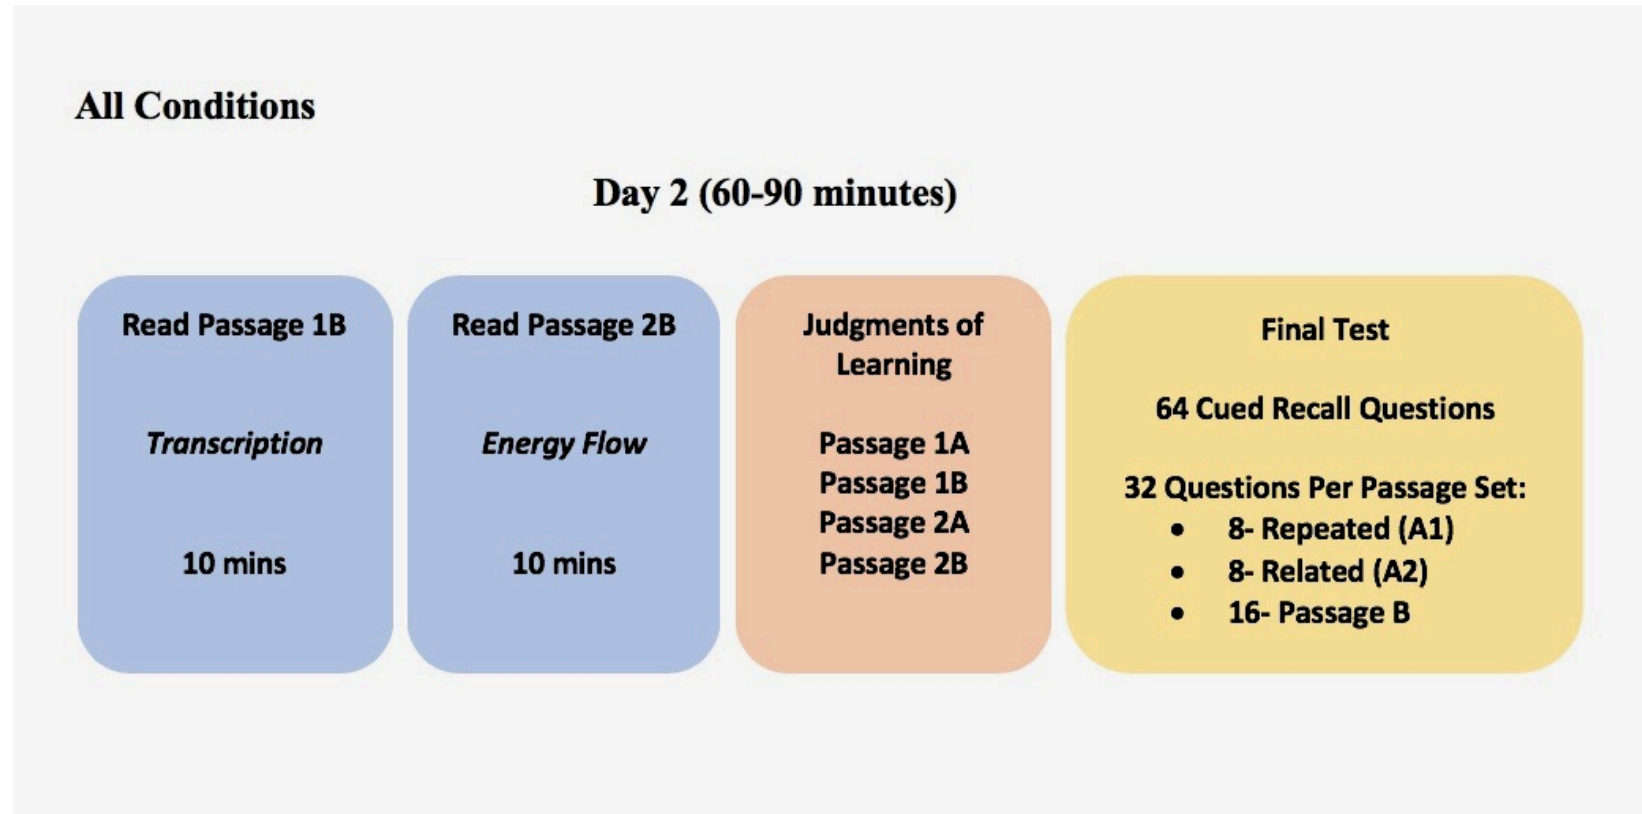 All Conditions
Day 2 (60-90 minutes)
Read Passage 1B
Transcription
10 mins
Read Passage 2B
Energy Flow
10 mins
Judgments of
Learning
Passage 1A
Passage 1B
Passage 2A
Passage 2B
Final Test
64 Cued Recall Questions
32 Questions Per Passage Set:
• 8- Repeated (A1)
• 8- Related (A2)
• 16- Passage B